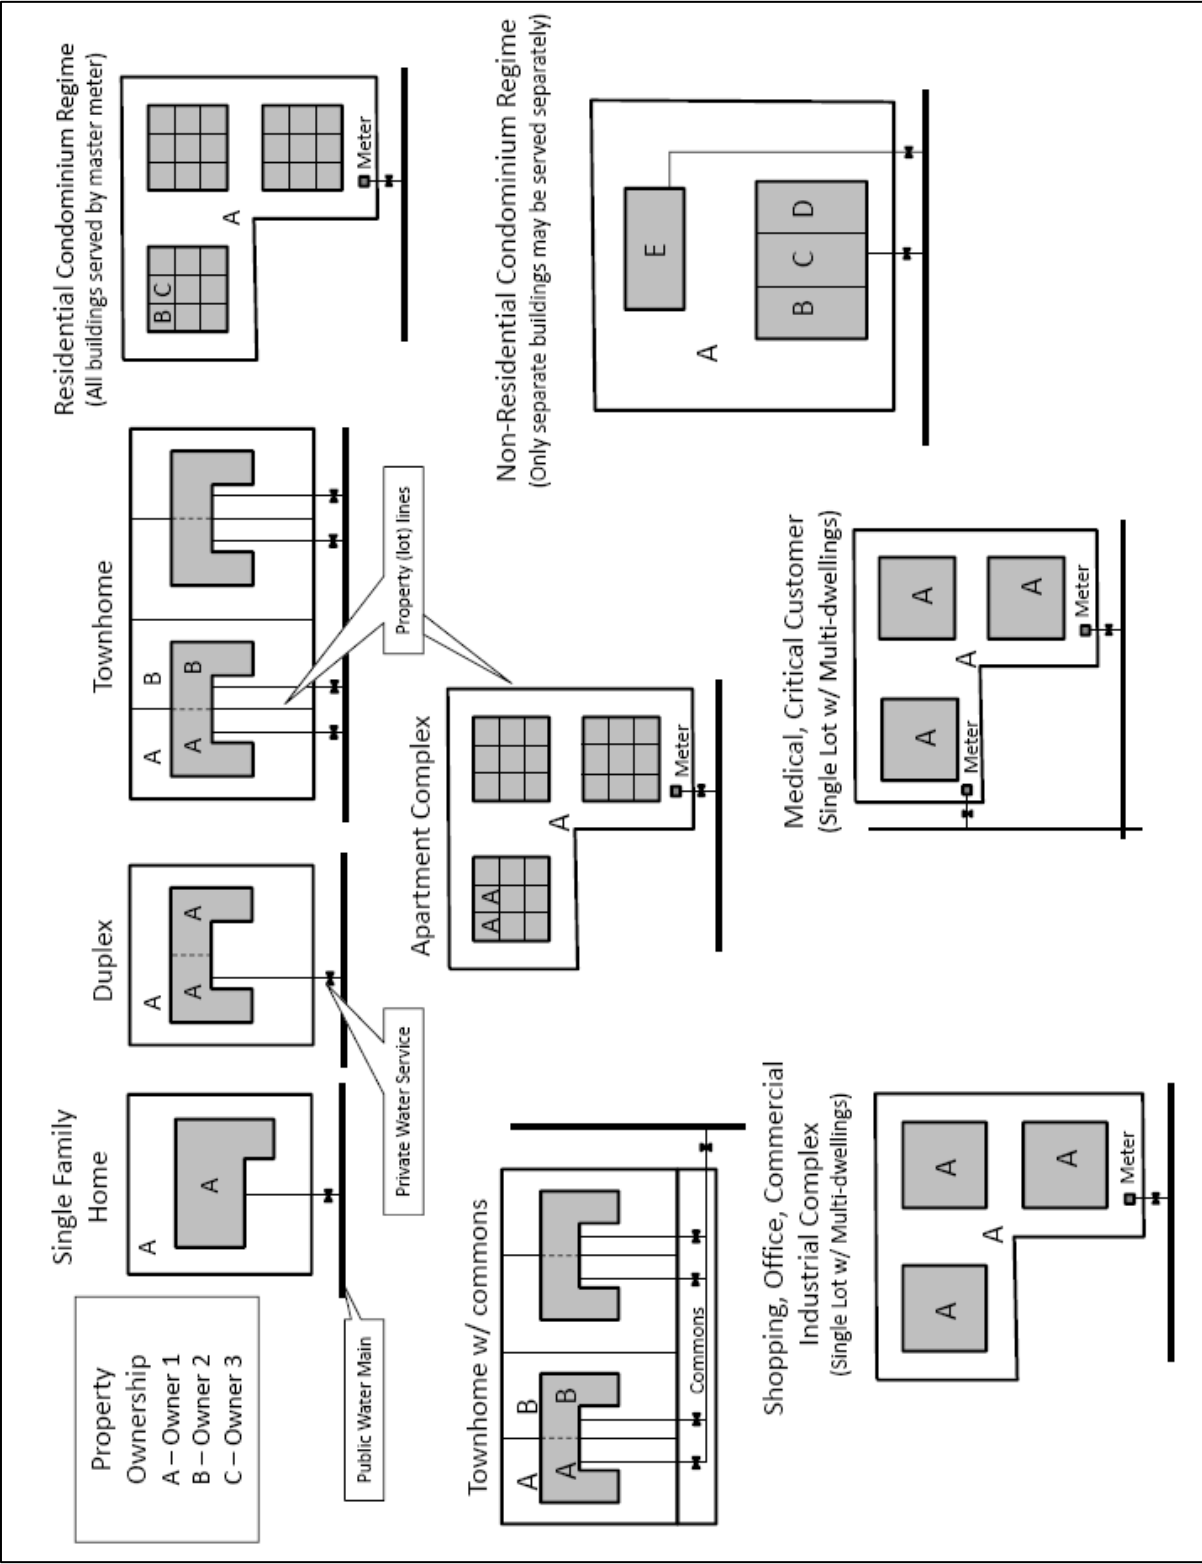 Property
Ownership
A – Owner 1
B – Owner 2
C – Owner 3
Public Water Main
Single Family
Home
A
A
Private Water Service
Duplex
A
A
A
Townhome
A
B
A
B
Property (lot) lines
Residential Condominium Regime
(All buildings served by master meter)
B
C
A
Meter
Townhome w/ commons
A
B
A
B
Commons
Apartment Complex
A
A
A
Meter
Non-Residential Condominium Regime
(Only separate buildings may be served separately)
E
A
B
C
D
Shopping, Office, Commercial
Industrial Complex
(Single Lot w/ Multi-dwellings)
A
A
A
A
Meter
Medical, Critical Customer
(Single Lot w/ Multi-dwellings)
A
A
A
A
Meter
Meter